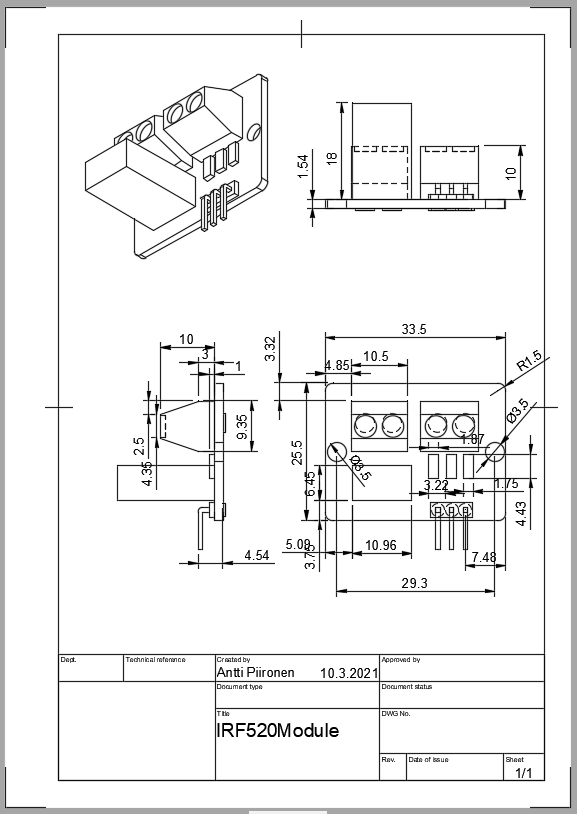 1.54
18
10
10
3
1
2.5
4.35
9.35
4.54
3.32
33.5
4.85
10.5
R1.5
Ø3.5
25.5
Ø3.5
1.87
6.45
3.22
1.75
4.43
5.09
3.75
10.96
7.48
29.3
Dept.
Technical reference
Created by
Approved by
Antti Piironen 10.3.2021
Document type
Document status
Title
DWG No.
IRF520Module
Rev.
Date of issue
Sheet
1/1